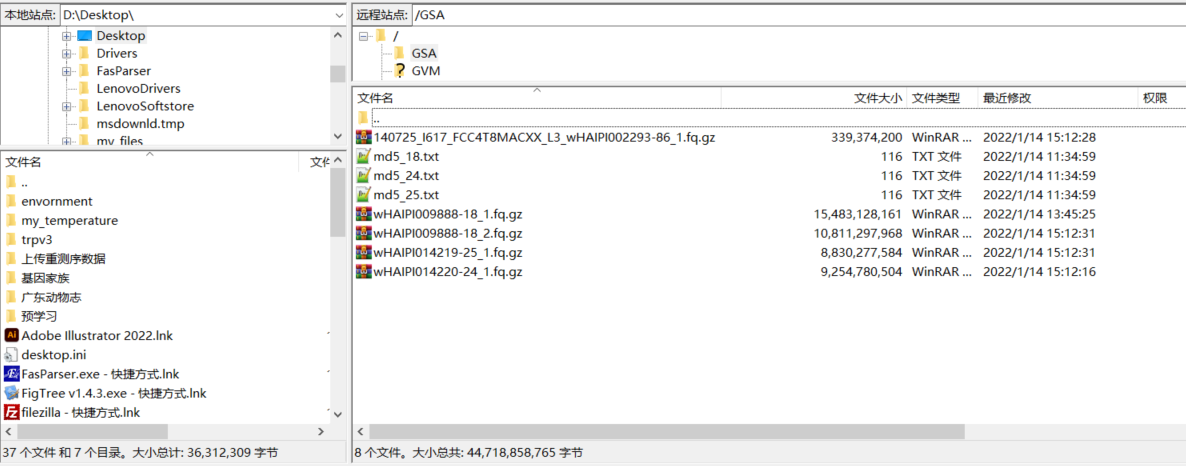 本地站点: D:\Desktop\
Desktop
Drivers
FasParser
LenovoDrivers
LenovoSoftstore
msdownld.tmp
my_files
文件名 文件
..
envornment
my_temperature
trpv3
上传重测序数据
基因家族
广东动物志
预学习
Adobe Illustrator 2022.lnk
desktop.ini
FasParser.exe - 快捷方式.lnk
FigTree v1.4.3.exe - 快捷方式.lnk
filezilla - 快捷方式.lnk
37 个文件 和 7 个目录。大小总计: 36,312,309 字节
远程站点: /GSA
/
GSA
GVM
文件名 文件大小 文件类型 最近修改 权限
..
140725_I617_FCC4T8MACXX_L3_wHAIPI002293-86_1.fq.gz 339,374,200 WinRAR ... 2022/1/14 15:12:28
md5_18.txt 116 TXT 文件 2022/1/14 11:34:59
md5_24.txt 116 TXT 文件 2022/1/14 11:34:59
md5_25.txt 116 TXT 文件 2022/1/14 11:34:59
wHAIPI009888-18_1.fq.gz 15,483,128,161 WinRAR ... 2022/1/14 13:45:25
wHAIPI009888-18_2.fq.gz 10,811,297,968 WinRAR ... 2022/1/14 15:12:31
wHAIPI014219-25_1.fq.gz 8,830,277,584 WinRAR ... 2022/1/14 15:12:31
wHAIPI014220-24_1.fq.gz 9,254,780,504 WinRAR ... 2022/1/14 15:12:16
8 个文件。大小总共: 44,718,858,765 字节